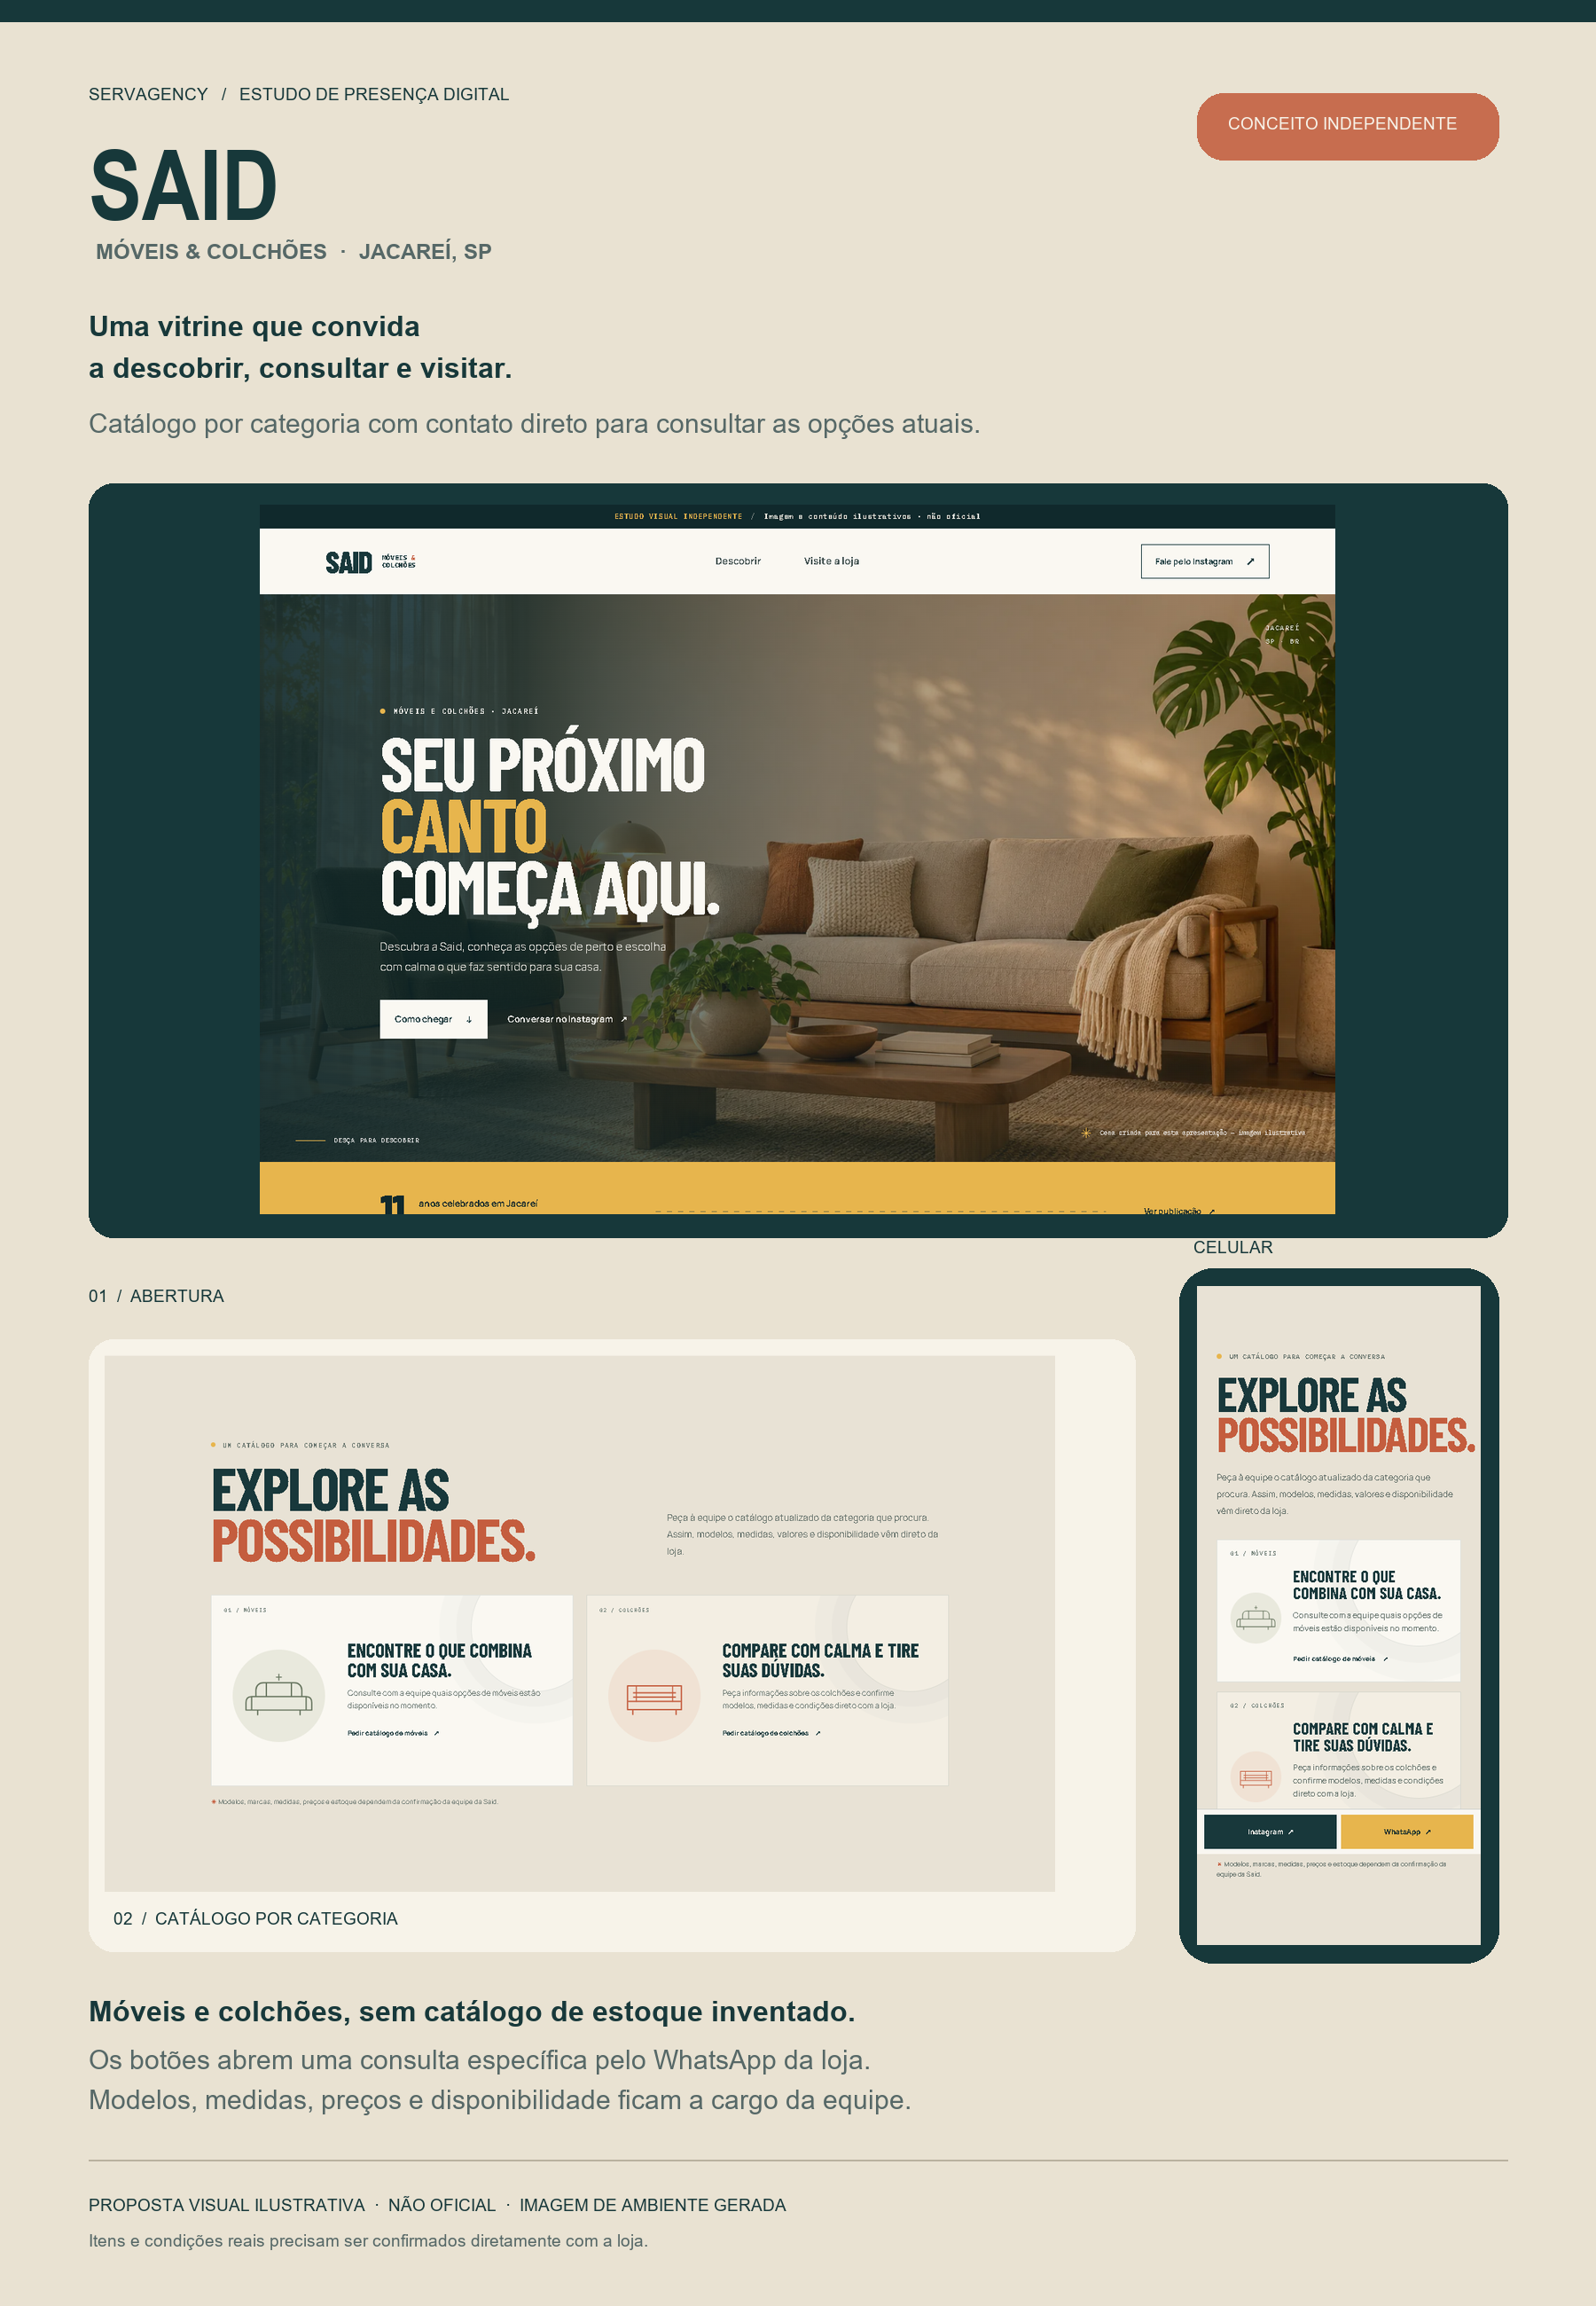 SERVAGENCY / ESTUDO DE PRESENÇA DIGITAL
CONCEITO INDEPENDENTE
SAID
MÓVEIS & COLCHÕES · JACAREÍ, SP
Uma vitrine que convida
a descobrir, consultar e visitar.
Catálogo por categoria com contato direto para consultar as opções atuais.
ESTUDO VISUAL INDEPENDENTE / Imagem e conteúdo ilustrativos · não oficial
SAID MÓVEIS &
COLCHÕES
Descobrir
Visite a loja
Fale pelo Instagram ↗
JACAREÍ
SP BR
MÓVEIS E COLCHÕES · JACAREÍ
SEU PRÓXIMO
CANTO
COMEÇA AQUI.
Descubra a Said, conheça as opções de perto e escolha
com calma o que faz sentido para sua casa.
Como chegar ↓
Conversar no Instagram ↗
DESÇA PARA DESCOBRIR
Cena criada para esta apresentação — imagem ilustrativa
11 anos celebrados em Jacareí
Ver publicação ↗
01 / ABERTURA
CELULAR
UM CATÁLOGO PARA COMEÇAR A CONVERSA
EXPLORE AS
POSSIBILIDADES.
Peça à equipe o catálogo atualizado da categoria que procura.
Assim, modelos, medidas, valores e disponibilidade vêm direto da
loja.
01 / MÓVEIS
ENCONTRE O QUE COMBINA
COM SUA CASA.
Consulte com a equipe quais opções de móveis estão
disponíveis no momento.
Pedir catálogo de móveis ↗
02 / COLCHÕES
COMPARE COM CALMA E TIRE
SUAS DÚVIDAS.
Peça informações sobre os colchões e confirme
modelos, medidas e condições direto com a loja.
Pedir catálogo de colchões ↗
Modelos, marcas, medidas, preços e estoque dependem da confirmação da equipe da Said.
02 / CATÁLOGO POR CATEGORIA
UM CATÁLOGO PARA COMEÇAR A CONVERSA
EXPLORE AS
POSSIBILIDADES.
Peça à equipe o catálogo atualizado da categoria que
procura. Assim, modelos, medidas, valores e disponibilidade
vêm direto da loja.
01 / MÓVEIS
ENCONTRE O QUE
COMBINA COM SUA CASA.
Consulte com a equipe quais opções de
móveis estão disponíveis no momento.
Pedir catálogo de móveis ↗
02 / COLCHÕES
COMPARE COM CALMA E
TIRE SUAS DÚVIDAS.
Peça informações sobre os colchões e
confirme modelos, medidas e condições
direto com a loja.
Instagram ↗
WhatsApp ↗
Modelos, marcas, medidas, preços e estoque dependem da confirmação da
equipe da Said.
Móveis e colchões, sem catálogo de estoque inventado.
Os botões abrem uma consulta específica pelo WhatsApp da loja.
Modelos, medidas, preços e disponibilidade ficam a cargo da equipe.
PROPOSTA VISUAL ILUSTRATIVA · NÃO OFICIAL · IMAGEM DE AMBIENTE GERADA
Itens e condições reais precisam ser confirmados diretamente com a loja.